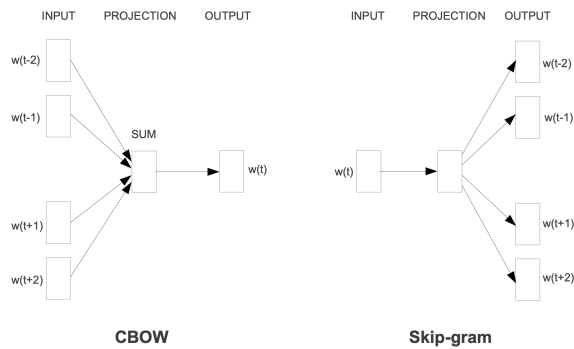 INPUT PROJECTION OUTPUT
w(t-2)
w(t-1)
SUM
w(t)
w(t+1)
w(t+2)
CBOW
INPUT PROJECTION OUTPUT
w(t-2)
w(t-1)
w(t)
w(t+1)
w(t+2)
Skip-gram